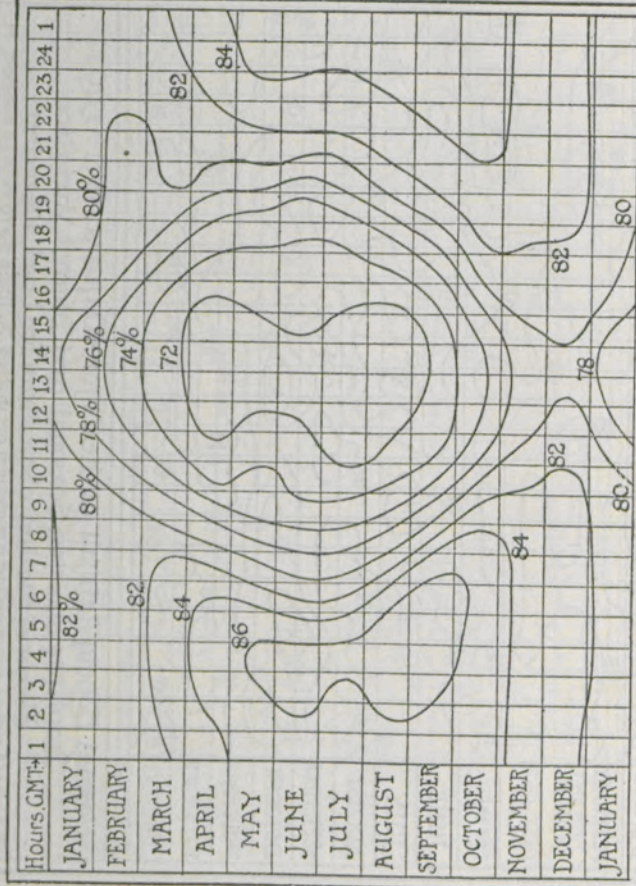 Hours. GMT→ 1 2 3 4 5 6 7 8 9 10 11 12 13 14 15 16 17 18 19 20 21 22 23 24 1
JANUARY
82%
80% 78% 76% 80%
FEBRUARY
74%
82
MARCH
72
82
84
APRIL
84
86
MAY
JUNE
JULY
AUGUST
SEPTEMBER
OCTOBER
NOVEMBER
84
DECEMBER
82 82
78
JANUARY
80% 80